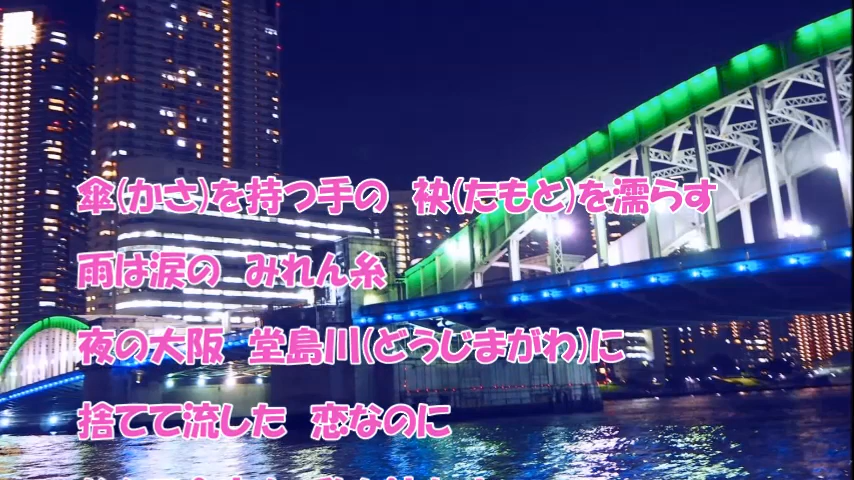 傘(かさ)を持つ手の　袂(たもと)を濡らす
雨は涙の　みれん糸
夜の大阪　堂島川(どうじまがわ)に
捨てて流した　恋なのに